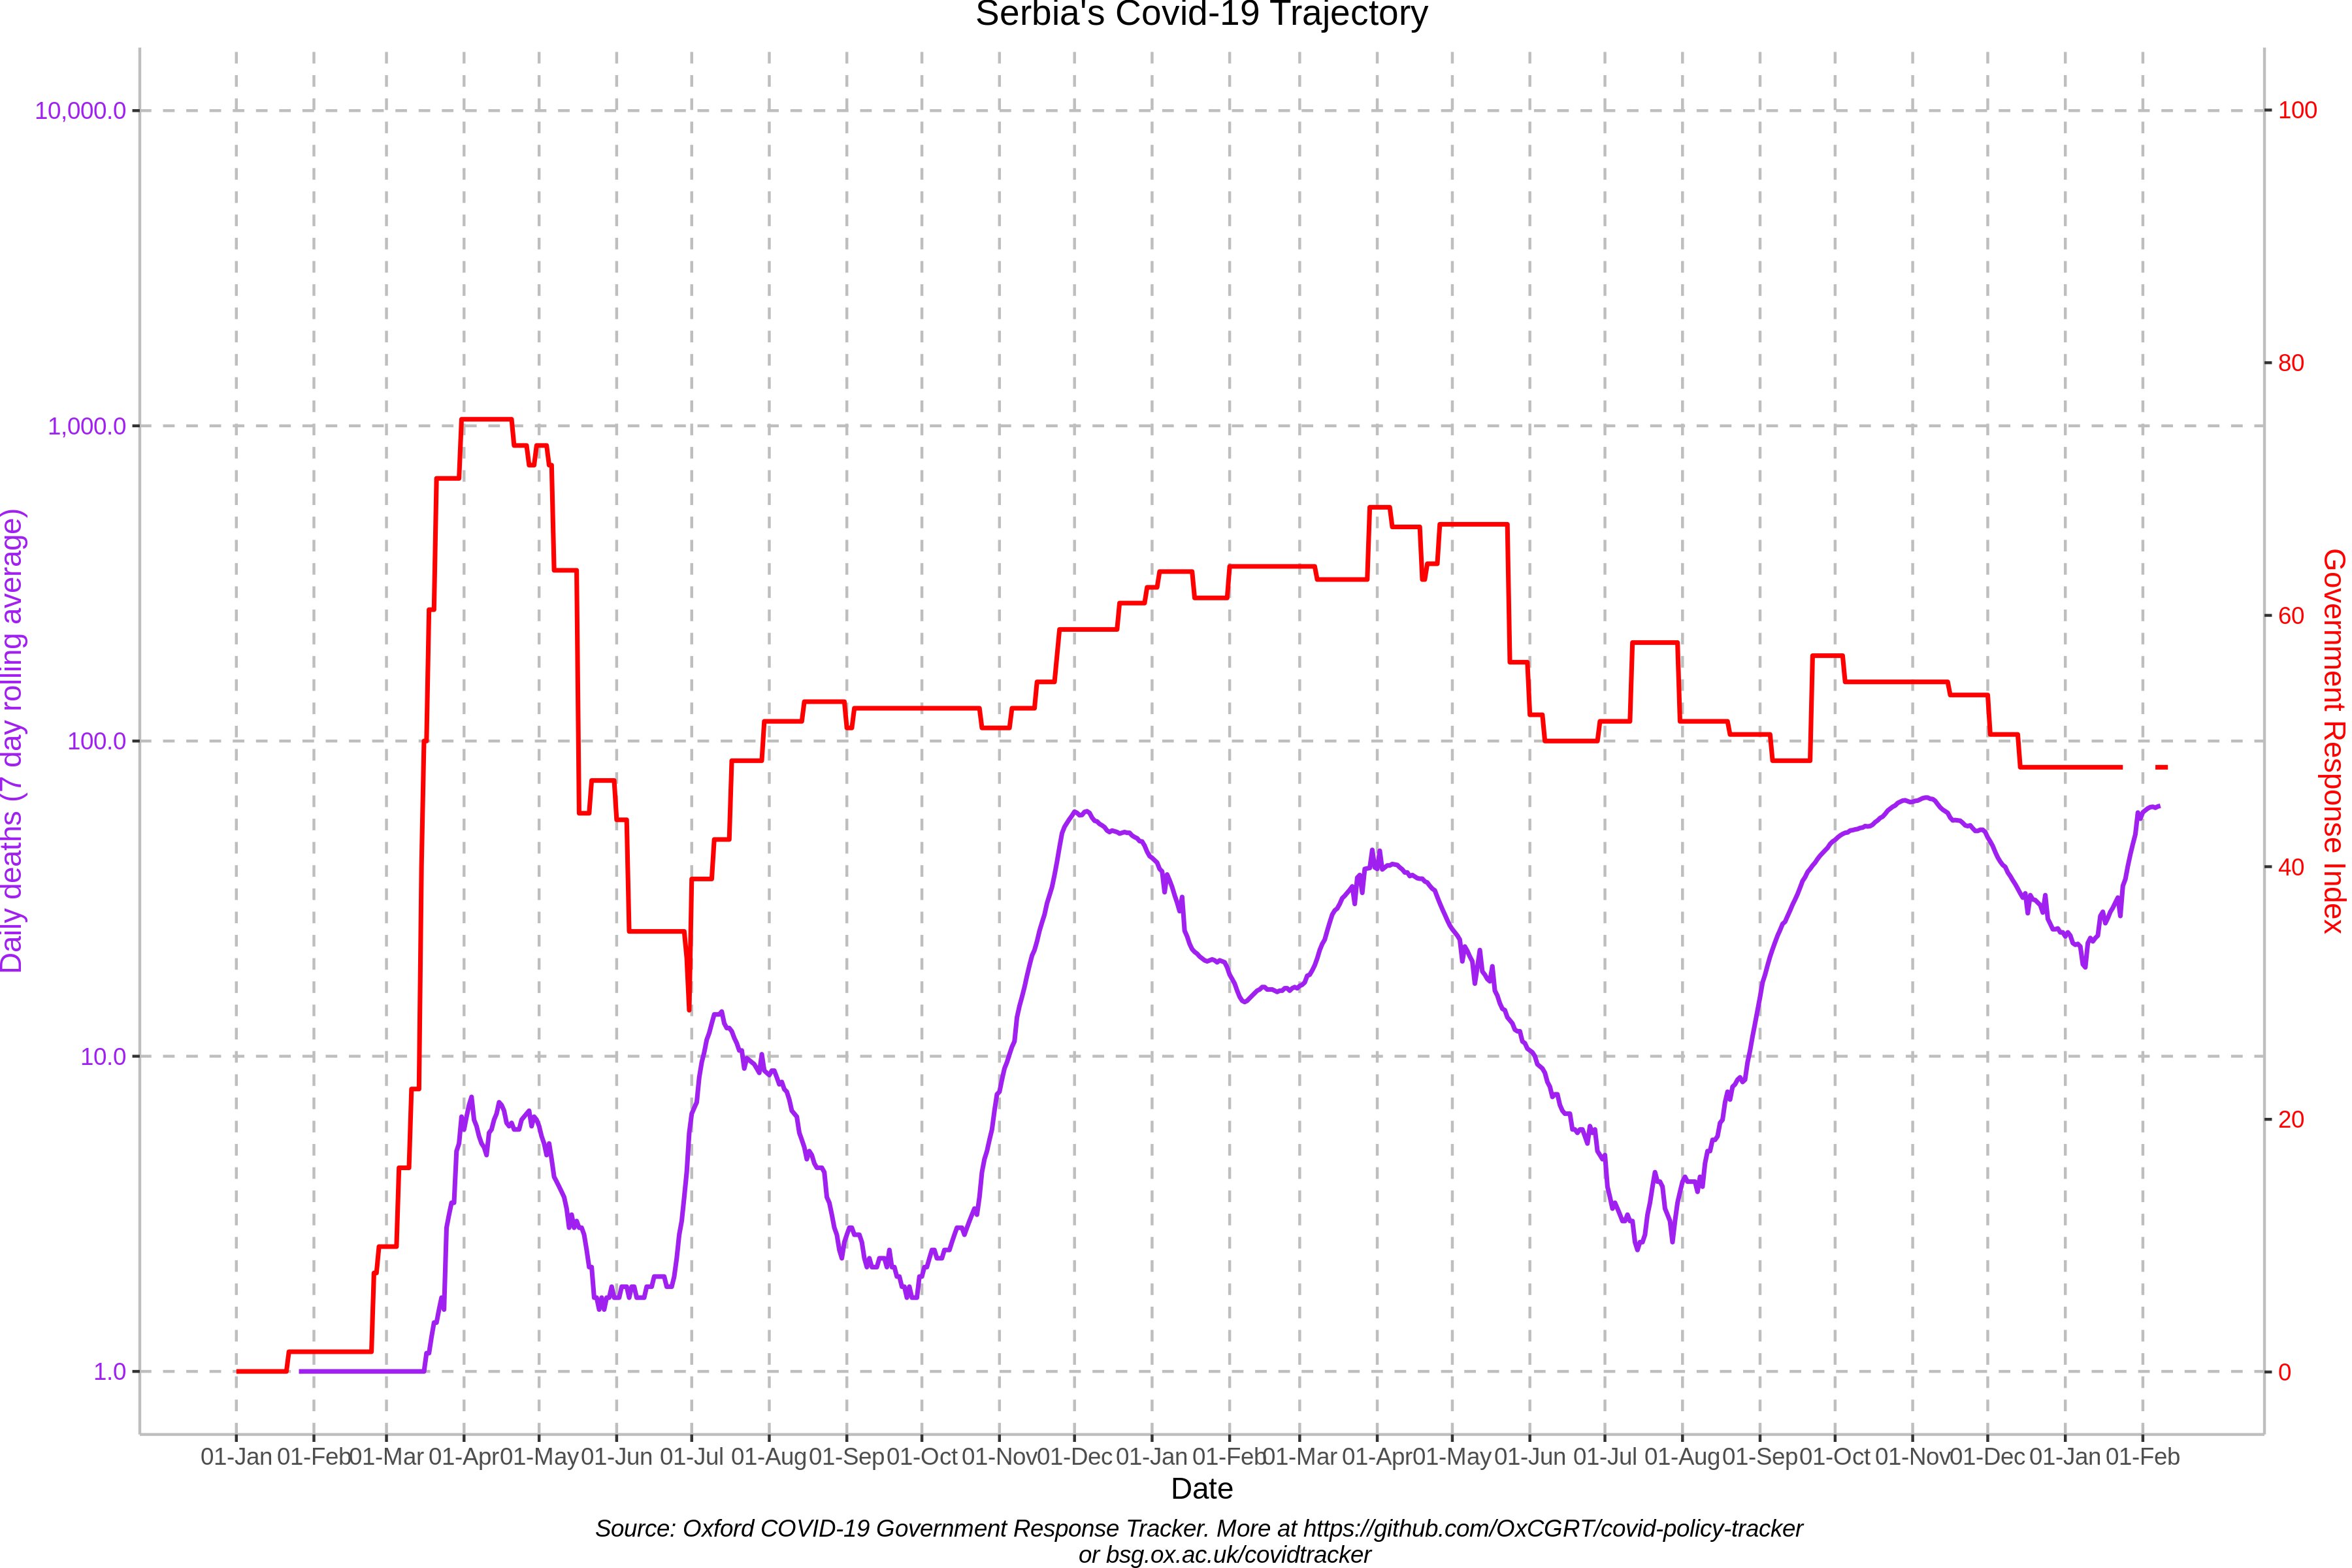 Serbia's Covid-19 Trajectory
10,000.0
1,000.0
100.0
10.0
1.0
Daily deaths (7 day rolling average)
100
80
60
40
20
0
Government Response Index
01-Jan 01-Feb 01-Mar 01-Apr 01-May 01-Jun 01-Jul 01-Aug 01-Sep 01-Oct 01-Nov 01-Dec 01-Jan 01-Feb 01-Mar 01-Apr 01-May 01-Jun 01-Jul 01-Aug 01-Sep 01-Oct 01-Nov 01-Dec 01-Jan 01-Feb
Date
Source: Oxford COVID-19 Government Response Tracker. More at https://github.com/OxCGRT/covid-policy-tracker
or bsg.ox.ac.uk/covidtracker